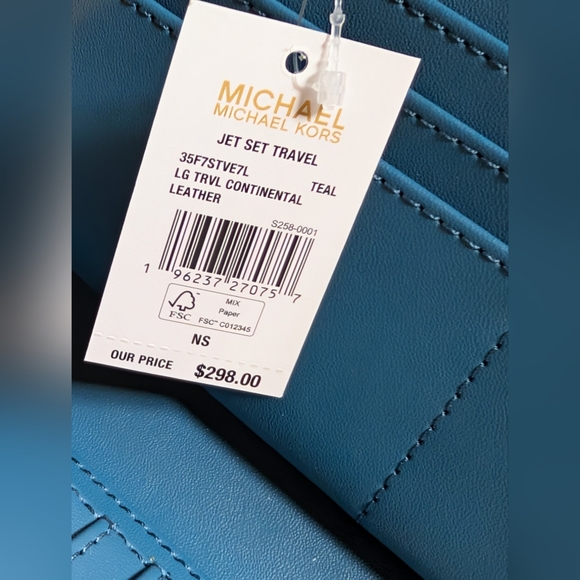 MICHAEL
MICHAEL KORS
JET SET TRAVEL
35F7STVE7L TEAL
LG TRVL CONTINENTAL
LEATHER
S258-0001
1 96237 27075 7
FSC
MIX
Paper
FSC™ C012345
NS
OUR PRICE $298.00